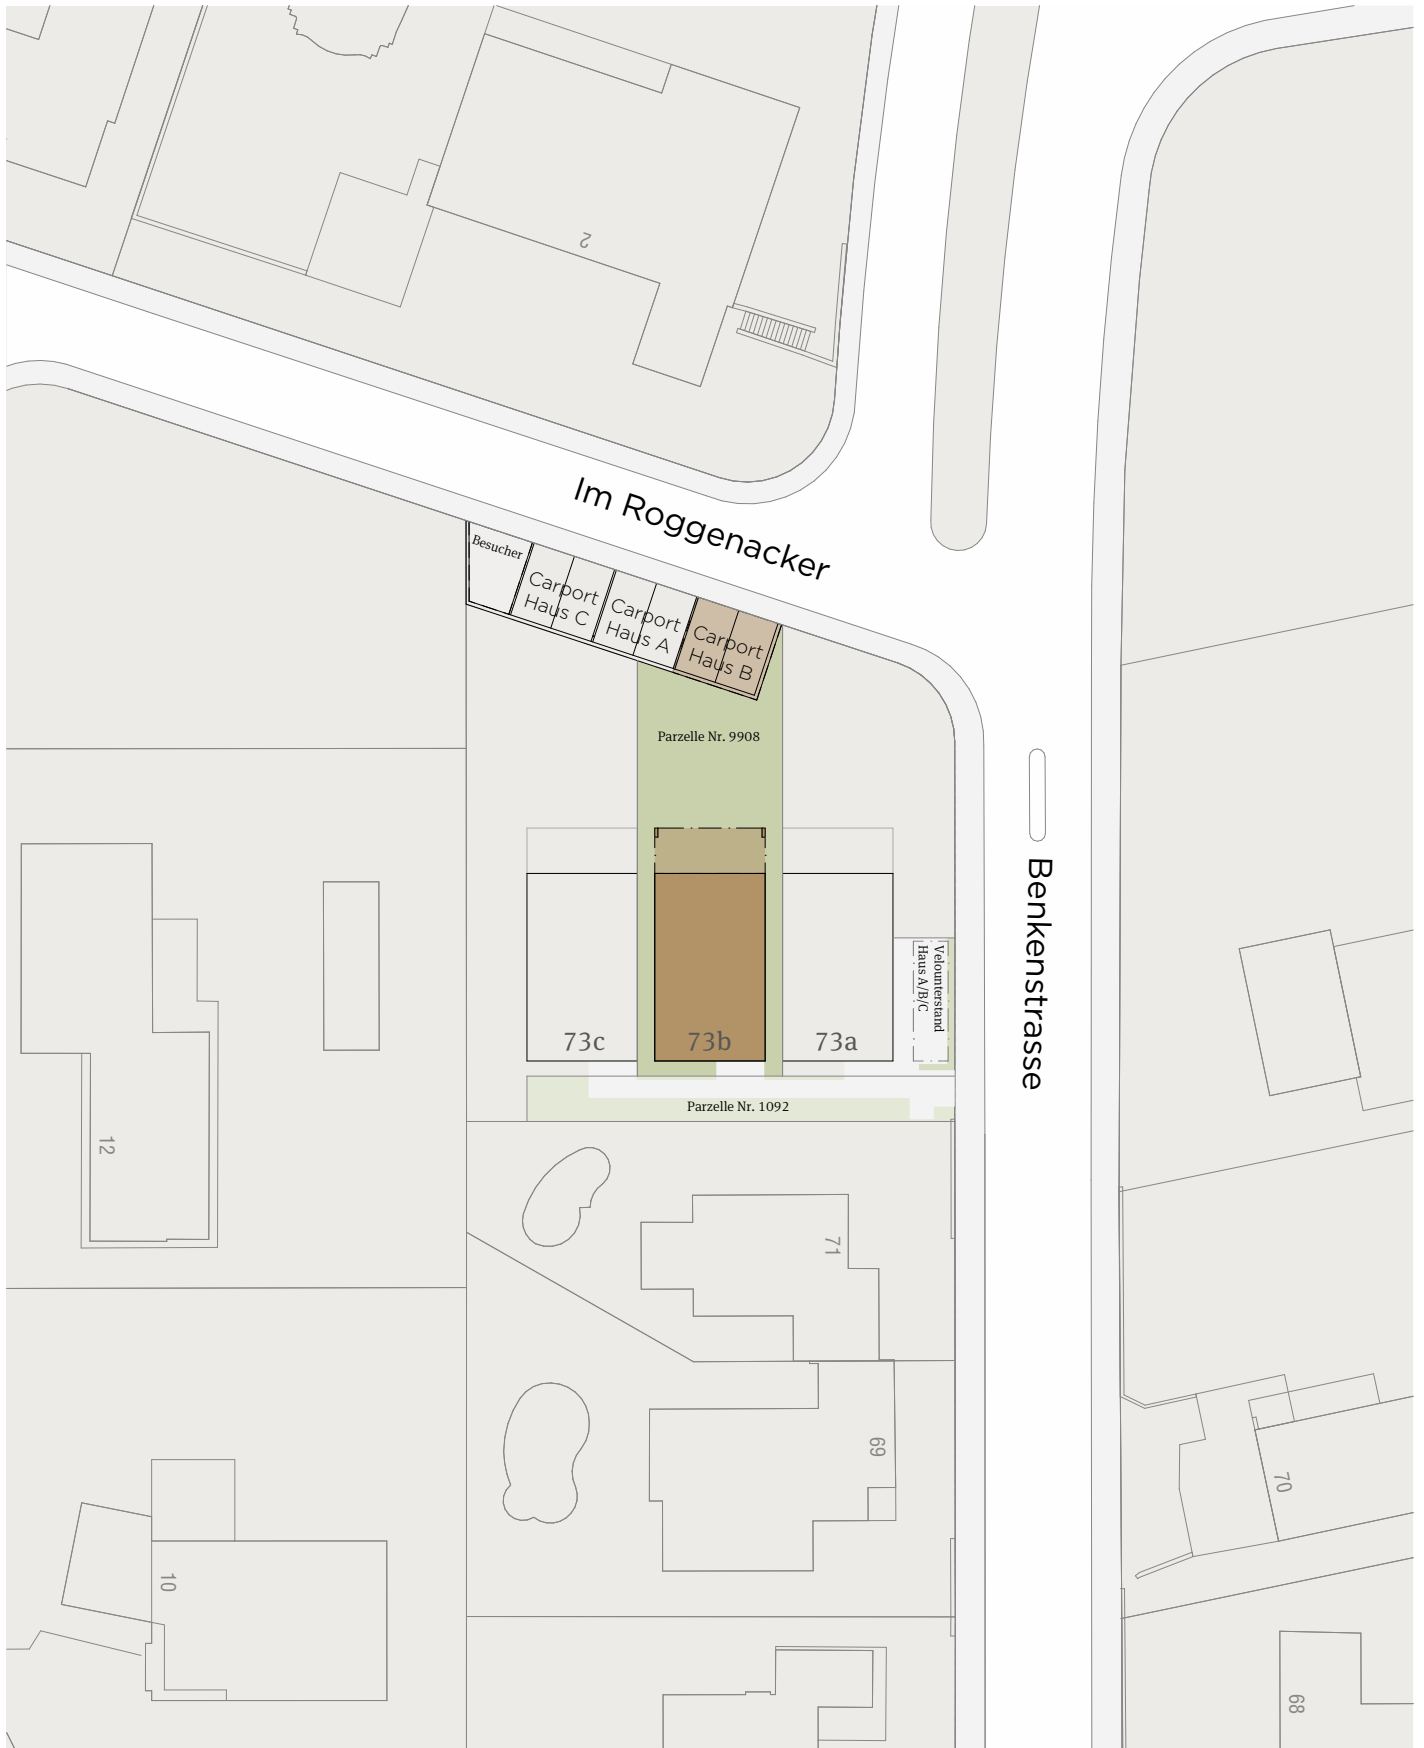 2
Im Roggenacker
Besucher
Carport
Haus C
Carport
Haus A
Carport
Haus B
Parzelle Nr. 9908
Benkenstrasse
Velounterstand
Haus A/B/C
73c
73b
73a
Parzelle Nr. 1092
12
71
69
70
10
68